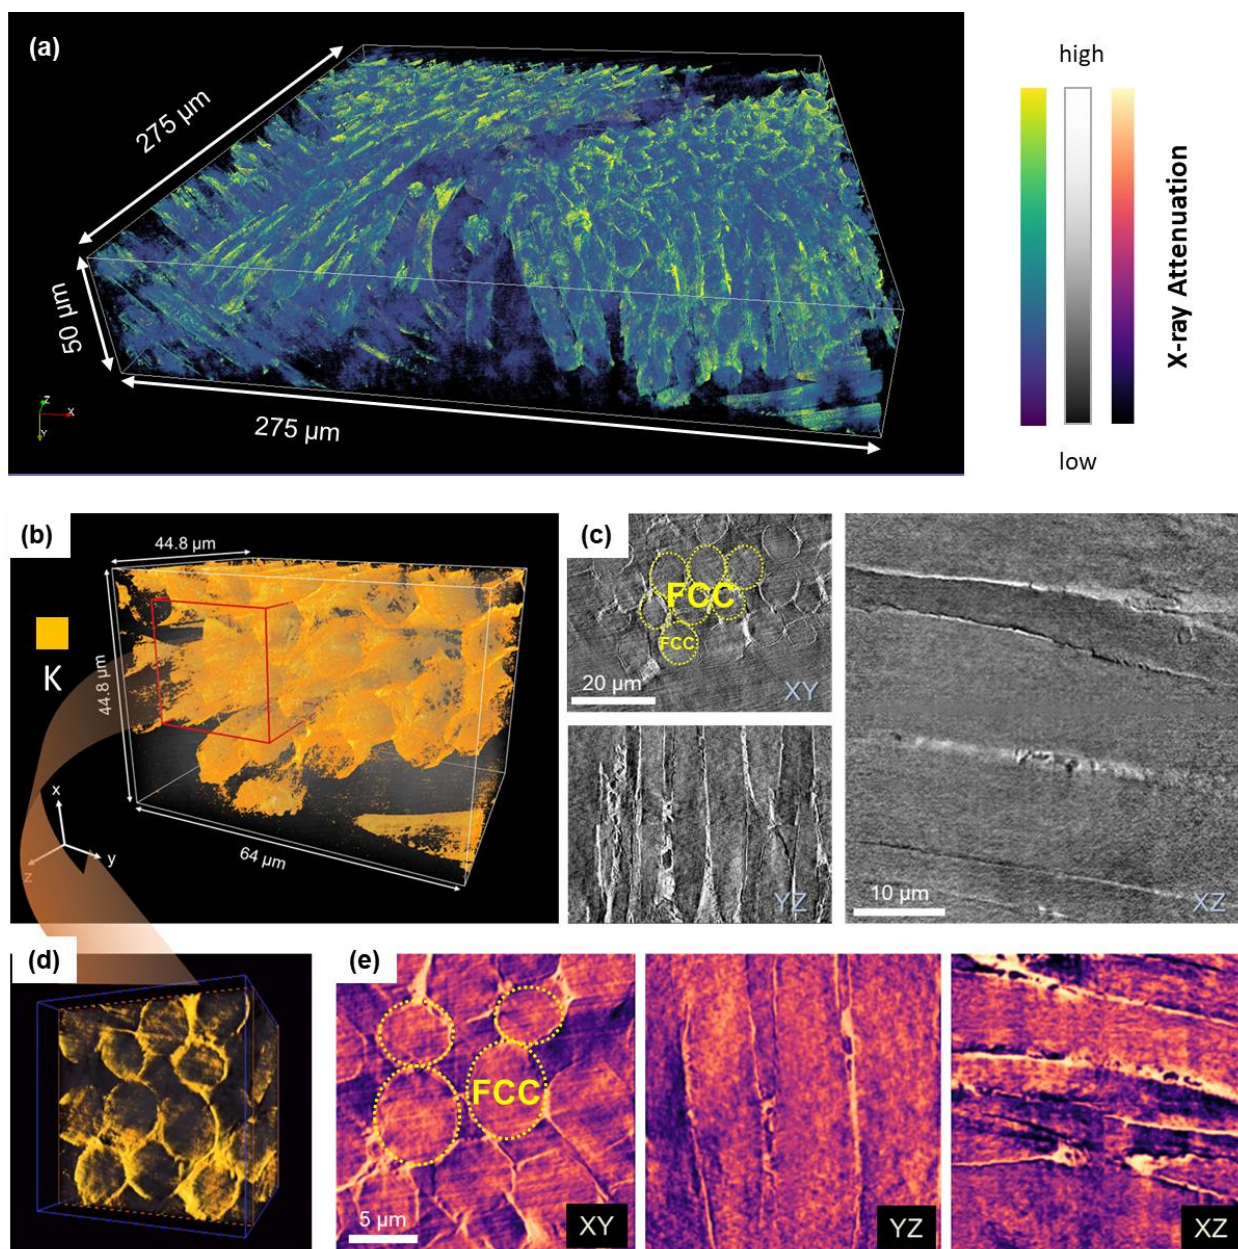 (a)
275 µm
50 µm
275 µm
Z
X
Y
high
X-ray Attenuation
low
(b)
44.8 µm
K
44.8 µm
64 µm
x
y
z
(c)
FCC
FCC
20 µm
XY
YZ
10 µm
XZ
(d)
(e)
FCC
5 µm
XY
YZ
XZ